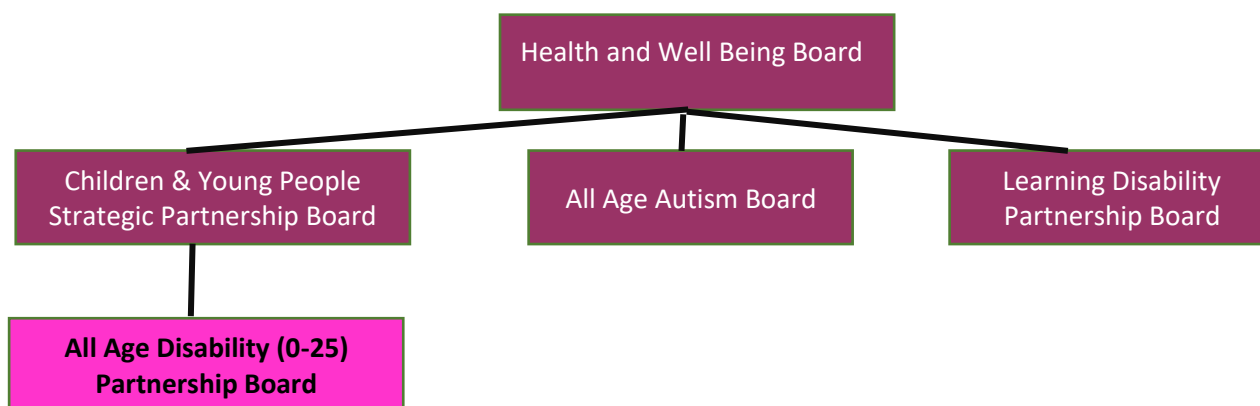 Health and Well Being Board
Children & Young People
Strategic Partnership Board
All Age Autism Board
Learning Disability
Partnership Board
All Age Disability (0-25)
Partnership Board